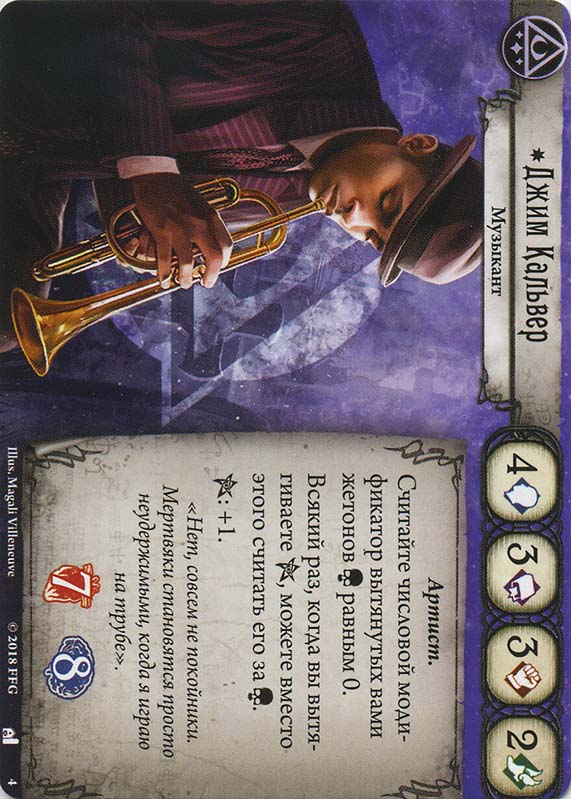 Джим Кальвер
Музыкант
4 3 3 2
Артист.
Считайте числовой моди-
фикатор вытянутых вами
жетонов равным 0.
Всякий раз, когда вы вытя-
гиваете , можете вместо
этого считать его за .
: +1.
«Нет, совсем не покойники.
Мертвяки становятся просто
неудержимыми, когда я играю
на трубе».
7 8
Illus. Magali Villeneuve © 2018 FFG 4